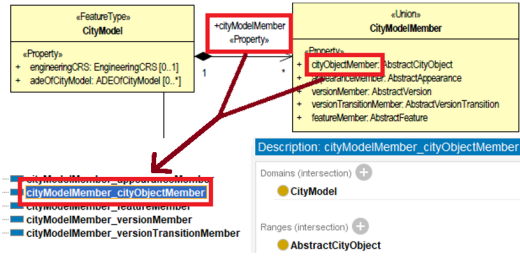 «FeatureType»
CityModel
«Property»
+ engineeringCRS: EngineeringCRS [0..1]
+ adeOfCityModel: ADEOfCityModel [0..*]
+cityModelMember
«Property»
1
*
«Union»
CityModelMember
«Property»
+ cityObjectMember: AbstractCityObject
+ appearanceMember: AbstractAppearance
+ versionMember: AbstractVersion
+ versionTransitionMember: AbstractVersionTransition
+ featureMember: AbstractFeature
cityModelMember_appearanceMember
cityModelMember_cityObjectMember
cityModelMember_featureMember
cityModelMember_versionMember
cityModelMember_versionTransitionMember
Description: cityModelMember_cityObjectMember
Domains (intersection)
CityModel
Ranges (intersection)
AbstractCityObject